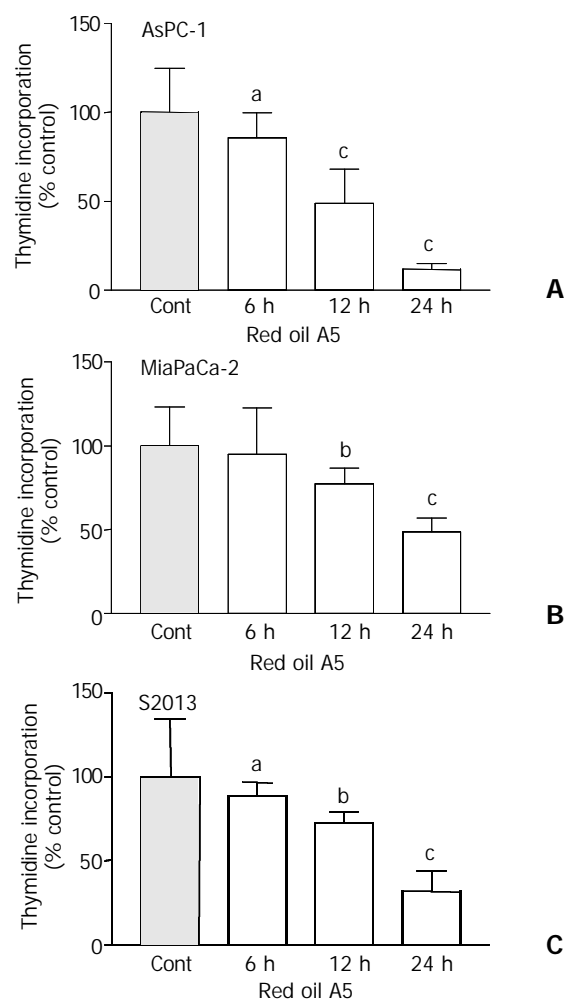 AsPC-1
Thymidine incorporation
(% control)
150
100
50
0
a
c
c
Cont 6 h 12 h 24 h
Red oil A5
A
MiaPaCa-2
Thymidine incorporation
(% control)
150
100
50
0
b
c
Cont 6 h 12 h 24 h
Red oil A5
B
S2013
Thymidine incorporation
(% control)
150
100
50
0
a
b
c
Cont 6 h 12 h 24 h
Red oil A5
C